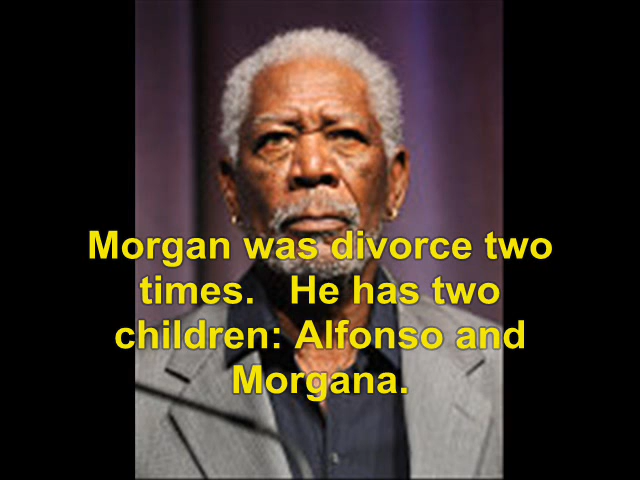 Morgan was divorce two
times.   He has two
children: Alfonso and
Morgana.